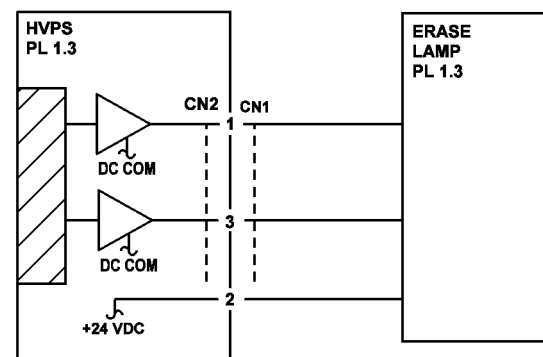 HVPS
PL 1.3
ERASE
LAMP
PL 1.3
CN2 CN1
1
DC COM
3
DC COM
2
+24 VDC